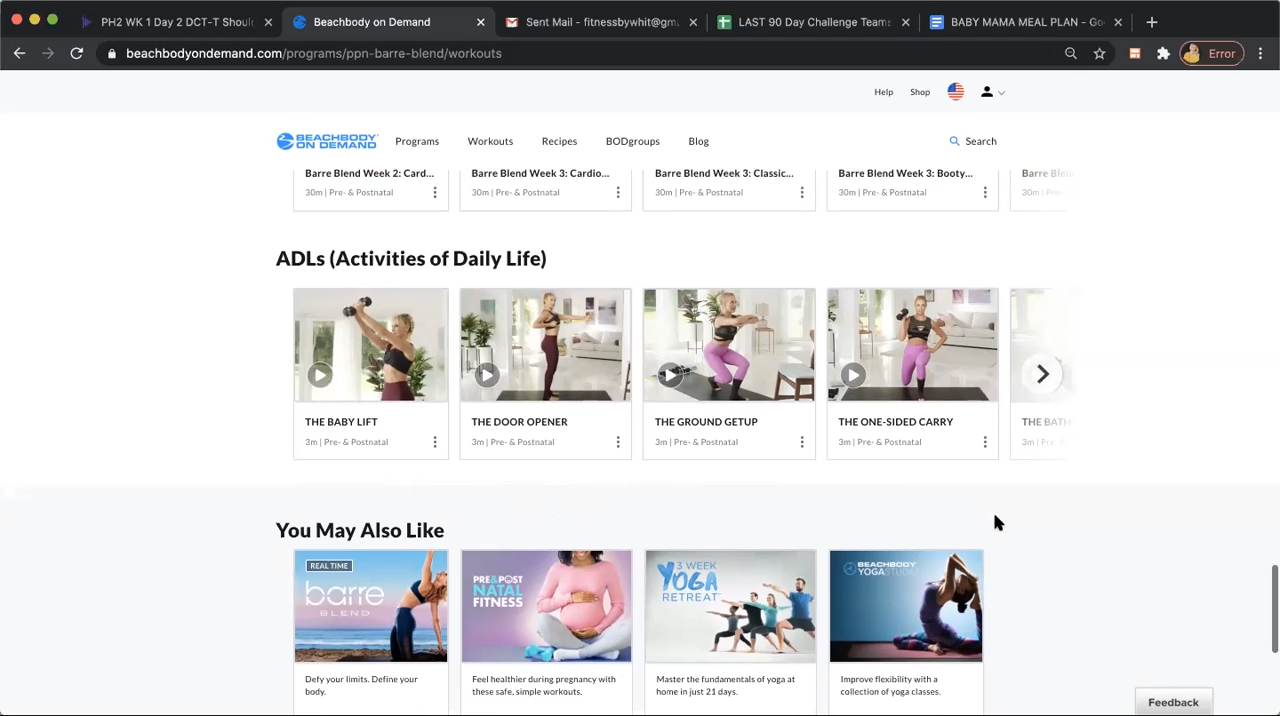 PH2 WK 1 Day 2 DCT-T Shoul
Beachbody on Demand
Sent Mail - fitnessbywhit@gm
LAST 90 Day Challenge Teams
BABY MAMA MEAL PLAN - Go
beachbodyondemand.com/programs/ppn-barre-blend/workouts
Error
Help Shop
BEACHBODY ON DEMAND Programs Workouts Recipes BODgroups Blog Search
Barre Blend Week 2: Card... Barre Blend Week 3: Cardio... Barre Blend Week 3: Classic... Barre Blend Week 3: Booty... Barre Ble
30m | Pre- & Postnatal 30m | Pre- & Postnatal 30m | Pre- & Postnatal 30m | Pre- & Postnatal 30m | Pre
ADLs (Activities of Daily Life)
THE BABY LIFT THE DOOR OPENER THE GROUND GETUP THE ONE-SIDED CARRY THE BATH
3m | Pre- & Postnatal 3m | Pre- & Postnatal 3m | Pre- & Postnatal 3m | Pre- & Postnatal 3m | Pre
You May Also Like
REAL TIME
barre
BLEND
PRE&POST
NATAL
FITNESS
3 WEEK
YOGA
RETREAT
BEACHBODY
YOGA STUDIO
Defy your limits. Define your
body.
Feel healthier during pregnancy with
these safe, simple workouts.
Master the fundamentals of yoga at
home in just 21 days.
Improve flexibility with a
collection of yoga classes.
Feedback